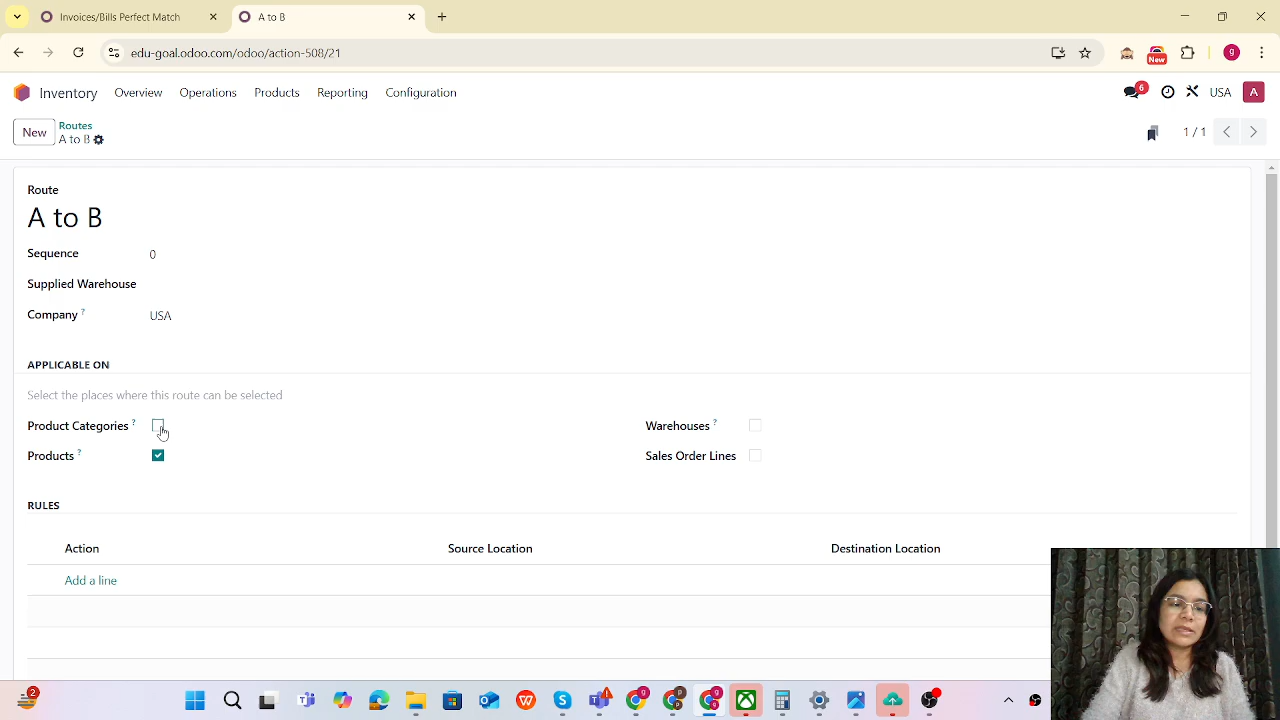 Invoices/Bills Perfect Match
A to B
edu-goal.odoo.com/odoo/action-508/21
New
g
Inventory
Overview
Operations
Products
Reporting
Configuration
6
USA
A
New
Routes
A to B
1 / 1
Route
A to B
Sequence
0
Supplied Warehouse
Company ?
USA
APPLICABLE ON
Select the places where this route can be selected
Product Categories ?
Warehouses ?
Products ?
Sales Order Lines
RULES
Action
Source Location
Destination Location
Add a line
2
g
p
g